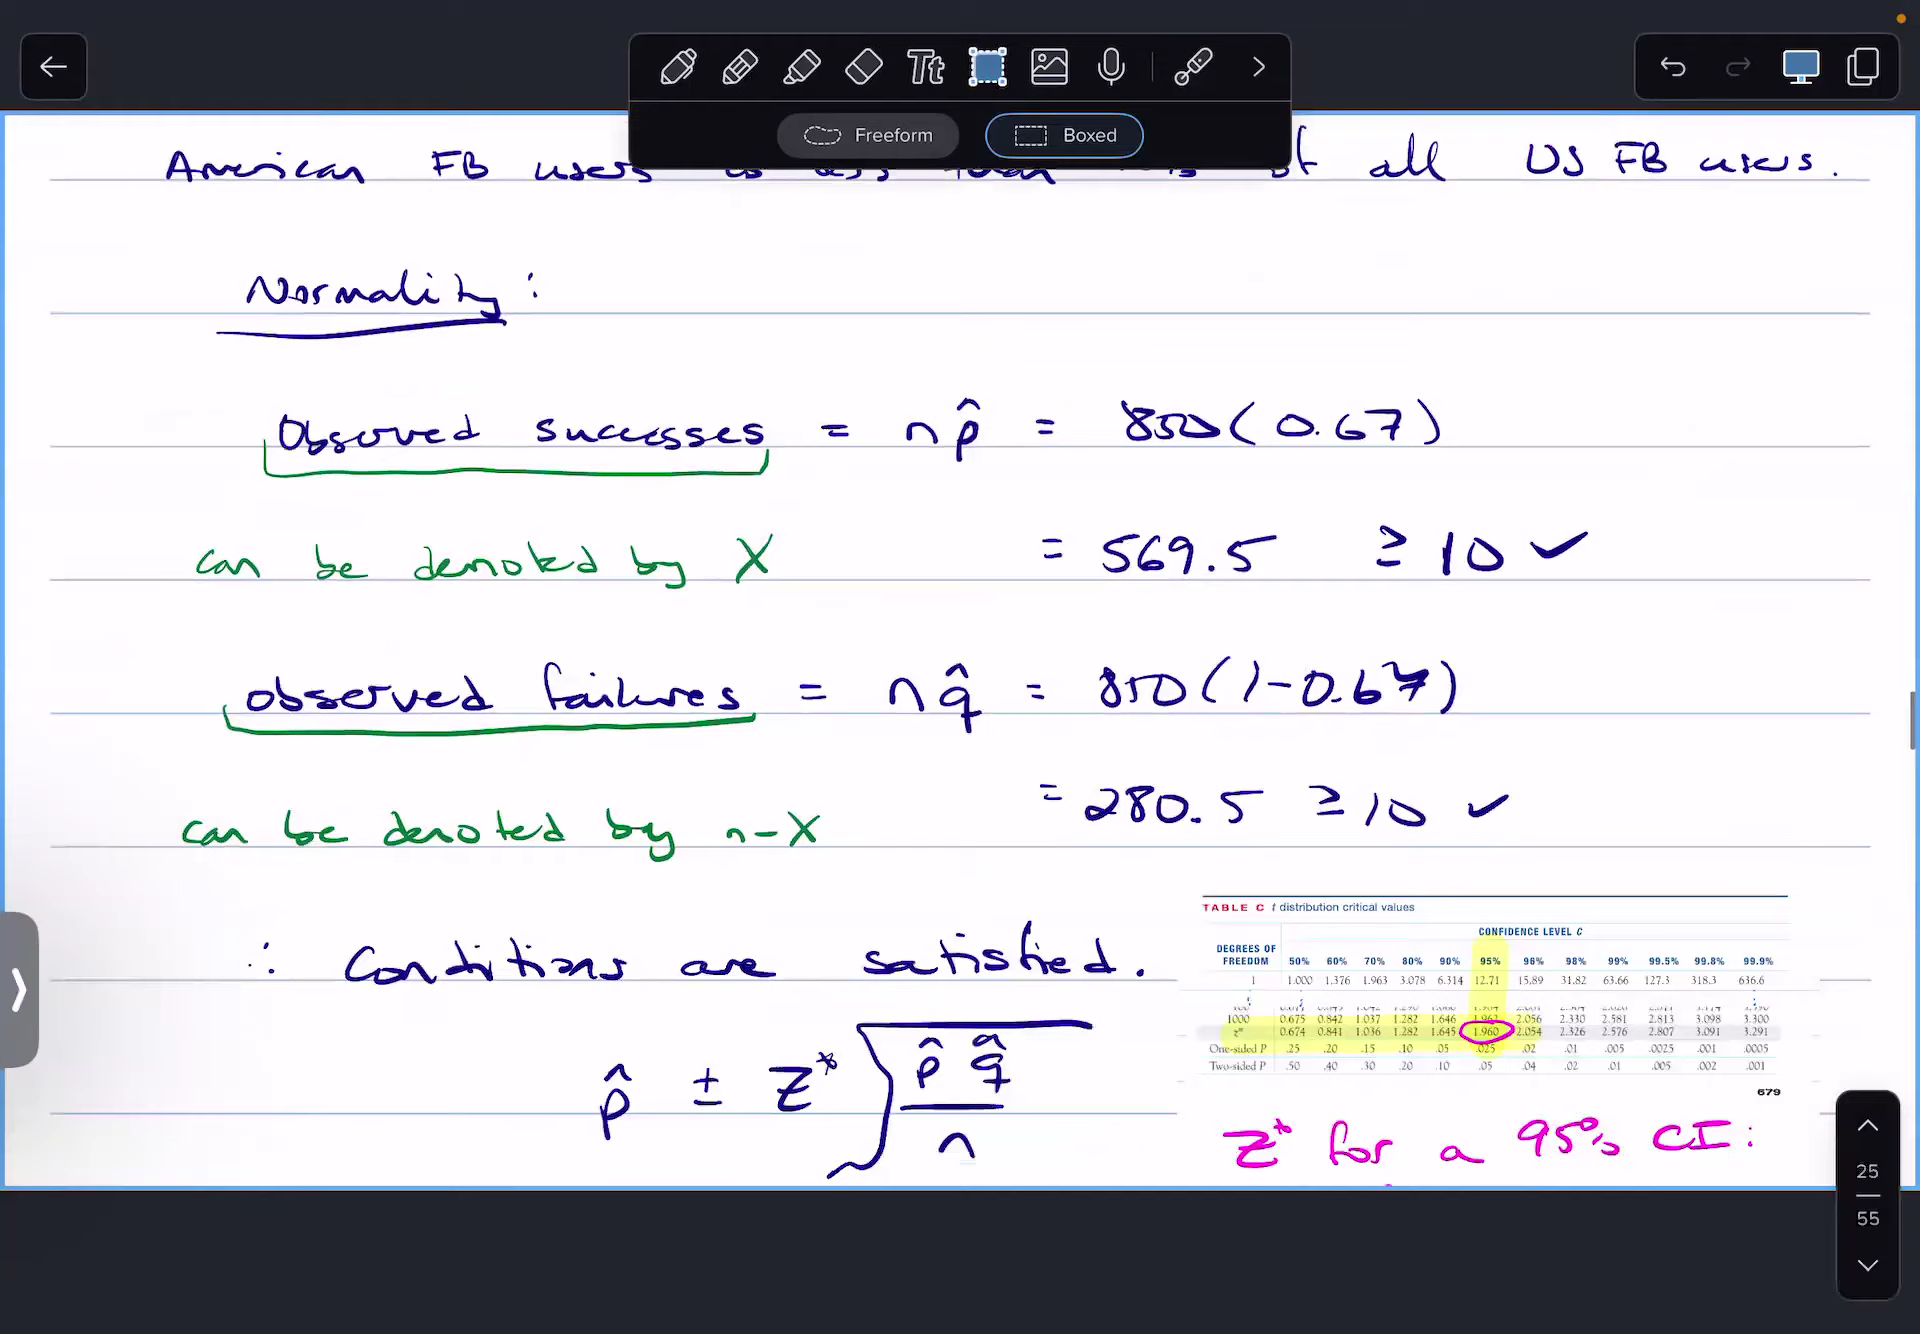 Tt
Freeform
Boxed
American FB users of all US FB users.
Normality:
Observed successes = n p̂ = 850(0.67)
can be denoted by X = 569.5 ≥ 10 ✓
observed failures = n q̂ = 850(1-0.67)
can be denoted by n-X = 280.5 ≥ 10 ✓
∴ Conditions are satisfied.
p̂ ± z* √(p̂ q̂ / n)
TABLE C t distribution critical values
CONFIDENCE LEVEL C
DEGREES OF
FREEDOM 50% 60% 70% 80% 90% 95% 96% 98% 99% 99.5% 99.8% 99.9%
1 1.000 1.376 1.963 3.078 6.314 12.71 15.89 31.82 63.66 127.3 318.3 636.6
1000 0.675 0.842 1.037 1.282 1.646 1.962 2.056 2.330 2.581 2.813 3.098 3.300
z* 0.674 0.841 1.036 1.282 1.645 1.960 2.054 2.326 2.576 2.807 3.091 3.291
One-sided P .25 .20 .15 .10 .05 .025 .02 .01 .005 .0025 .001 .0005
Two-sided P .50 .40 .30 .20 .10 .05 .04 .02 .01 .005 .002 .001
679
z* for a 95% CI:
25
55